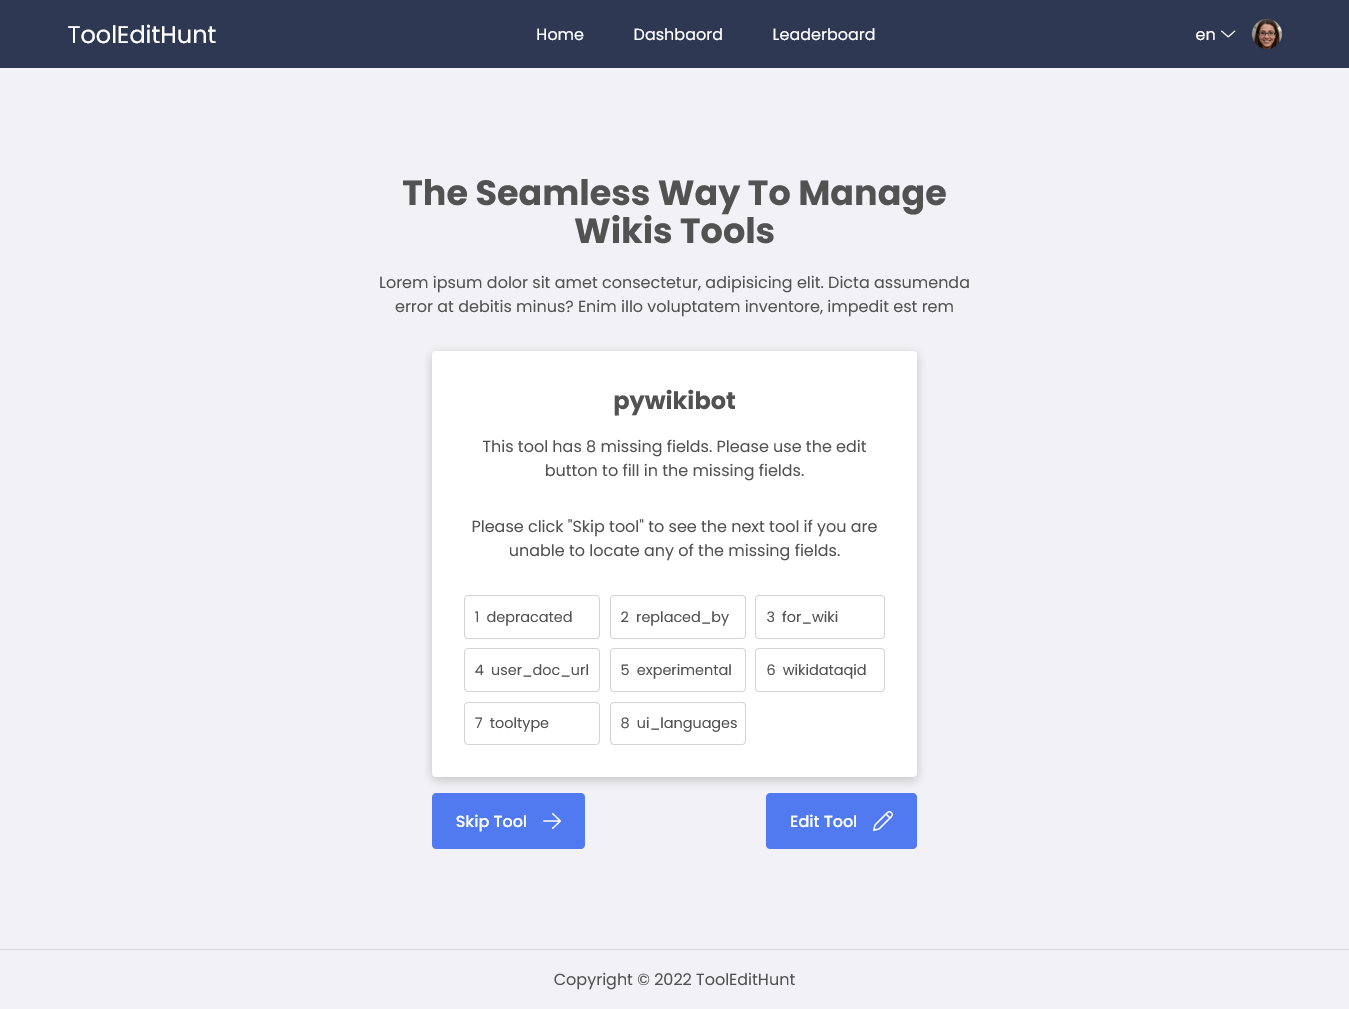 ToolEditHunt
Home Dashbaord Leaderboard
en
The Seamless Way To Manage
Wikis Tools
Lorem ipsum dolor sit amet consectetur, adipisicing elit. Dicta assumenda
error at debitis minus? Enim illo voluptatem inventore, impedit est rem
pywikibot
This tool has 8 missing fields. Please use the edit
button to fill in the missing fields.
Please click "Skip tool" to see the next tool if you are
unable to locate any of the missing fields.
1 depracated
2 replaced_by
3 for_wiki
4 user_doc_url
5 experimental
6 wikidataqid
7 tooltype
8 ui_languages
Skip Tool
Edit Tool
Copyright © 2022 ToolEditHunt